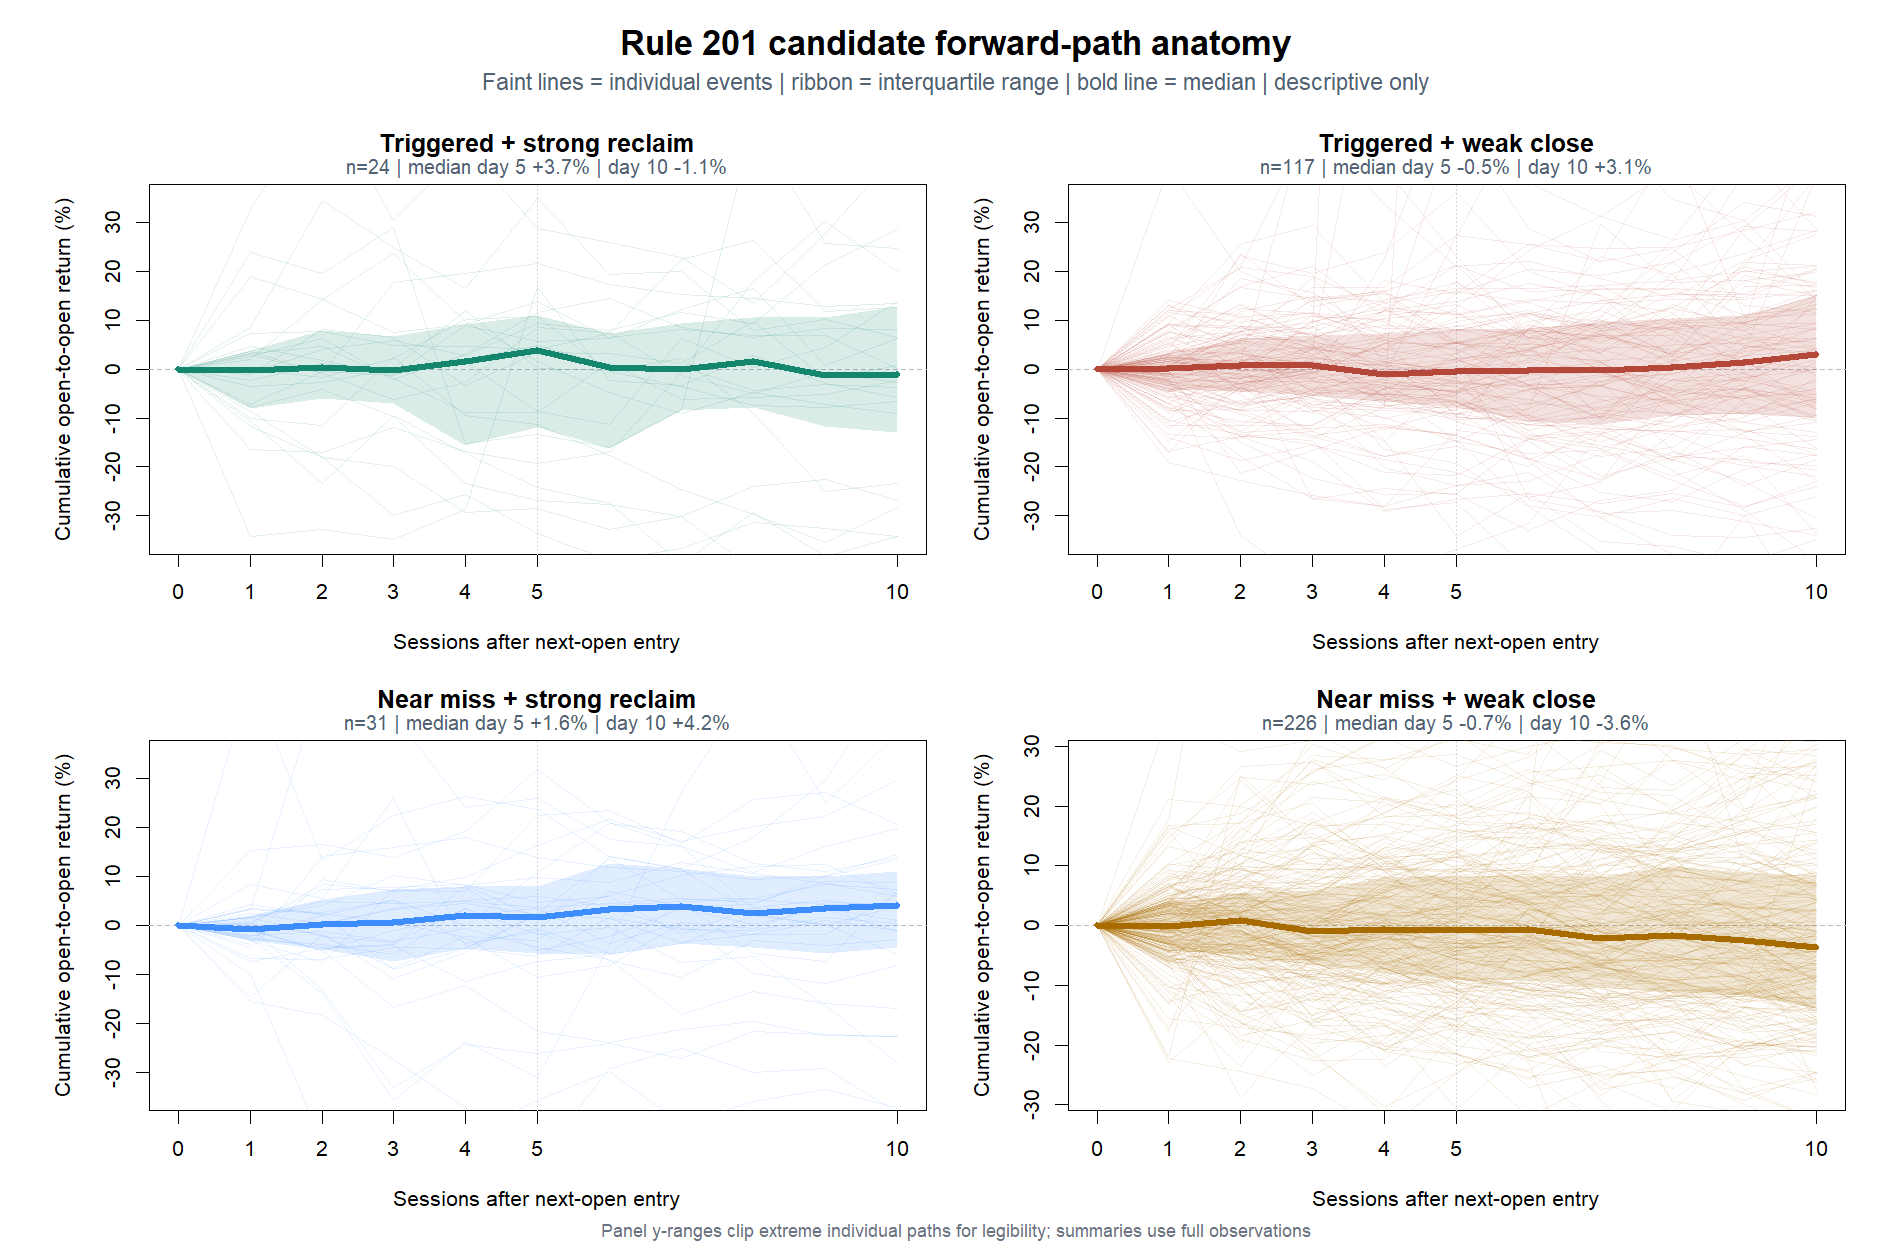 Rule 201 candidate forward-path anatomy
Faint lines = individual events | ribbon = interquartile range | bold line = median | descriptive only
Triggered + strong reclaim
n=24 | median day 5 +3.7% | day 10 -1.1%
Cumulative open-to-open return (%)
30
20
10
0
-10
-20
-30
0 1 2 3 4 5 10
Sessions after next-open entry
Triggered + weak close
n=117 | median day 5 -0.5% | day 10 +3.1%
Cumulative open-to-open return (%)
30
20
10
0
-10
-20
-30
0 1 2 3 4 5 10
Sessions after next-open entry
Near miss + strong reclaim
n=31 | median day 5 +1.6% | day 10 +4.2%
Cumulative open-to-open return (%)
30
20
10
0
-10
-20
-30
0 1 2 3 4 5 10
Sessions after next-open entry
Near miss + weak close
n=226 | median day 5 -0.7% | day 10 -3.6%
Cumulative open-to-open return (%)
30
20
10
0
-10
-20
-30
0 1 2 3 4 5 10
Sessions after next-open entry
Panel y-ranges clip extreme individual paths for legibility; summaries use full observations